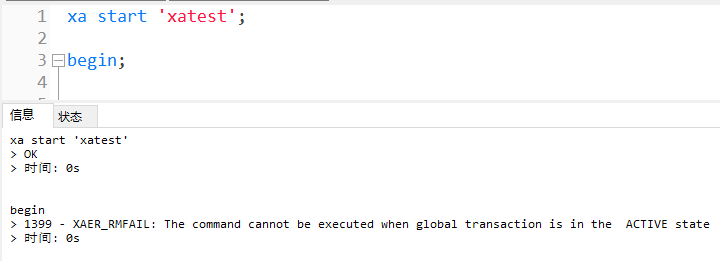 1 xa start 'xatest';
2
3 begin;
4
信息 状态
xa start 'xatest'
> OK
> 时间: 0s
begin
> 1399 - XAER_RMFAIL: The command cannot be executed when global transaction is in the  ACTIVE state
> 时间: 0s